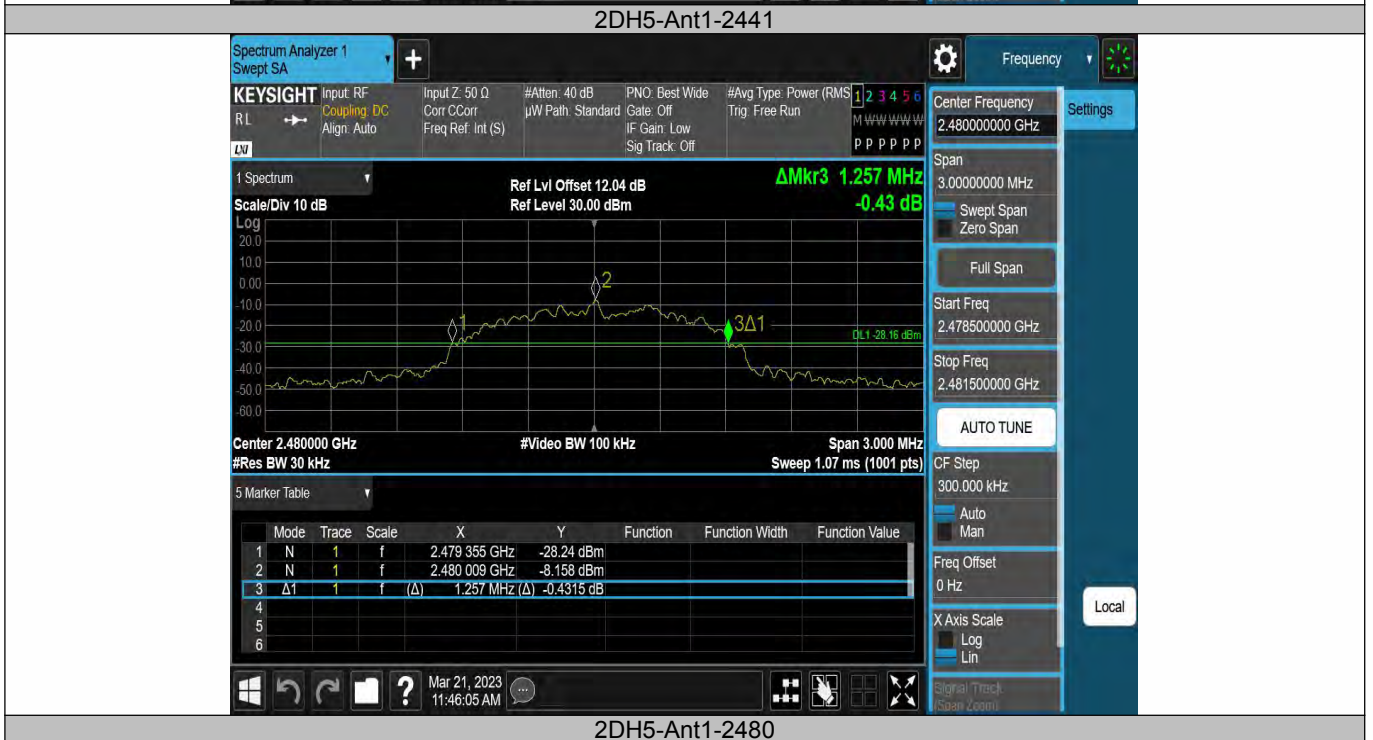 2DH5-Ant1-2441
Spectrum Analyzer 1
Swept SA
+
Frequency
KEYSIGHT
RL
LXI
Input: RF
Coupling: DC
Align: Auto
Input Z: 50 Ω
Corr CCorr
Freq Ref: Int (S)
#Atten: 40 dB
µW Path: Standard
PNO: Best Wide
Gate: Off
IF Gain: Low
Sig Track: Off
#Avg Type: Power (RMS
Trig: Free Run
1 2 3 4 5 6
M W W W W W
P P P P P P
Center Frequency
2.480000000 GHz
Settings
Span
3.00000000 MHz
Swept Span
Zero Span
Full Span
Start Freq
2.478500000 GHz
Stop Freq
2.481500000 GHz
AUTO TUNE
CF Step
300.000 kHz
Auto
Man
Freq Offset
0 Hz
X Axis Scale
Log
Lin
Signal Track
(Span Zoom)
Local
1 Spectrum
Scale/Div 10 dB
Ref Lvl Offset 12.04 dB
Ref Level 30.00 dBm
ΔMkr3 1.257 MHz
-0.43 dB
Log
20.0
10.0
0.00
-10.0
-20.0
-30.0
-40.0
-50.0
-60.0
1
2
3Δ1
DL1 -28.16 dBm
Center 2.480000 GHz
#Video BW 100 kHz
Span 3.000 MHz
#Res BW 30 kHz
Sweep 1.07 ms (1001 pts)
5 Marker Table
Mode Trace Scale X Y Function Function Width Function Value
1 N 1 f 2.479 355 GHz -28.24 dBm
2 N 1 f 2.480 009 GHz -8.158 dBm
3 Δ1 1 f (Δ) 1.257 MHz (Δ) -0.4315 dB
4
5
6
?
Mar 21, 2023
11:46:05 AM
2DH5-Ant1-2480